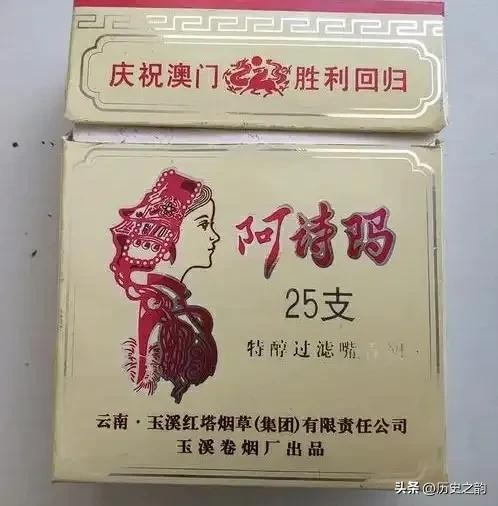 庆祝澳门 胜利回归
阿诗玛
25支
特醇过滤嘴
云南·玉溪红塔烟草(集团)有限责任公司
玉溪卷烟厂出品
头条 @历史之韵